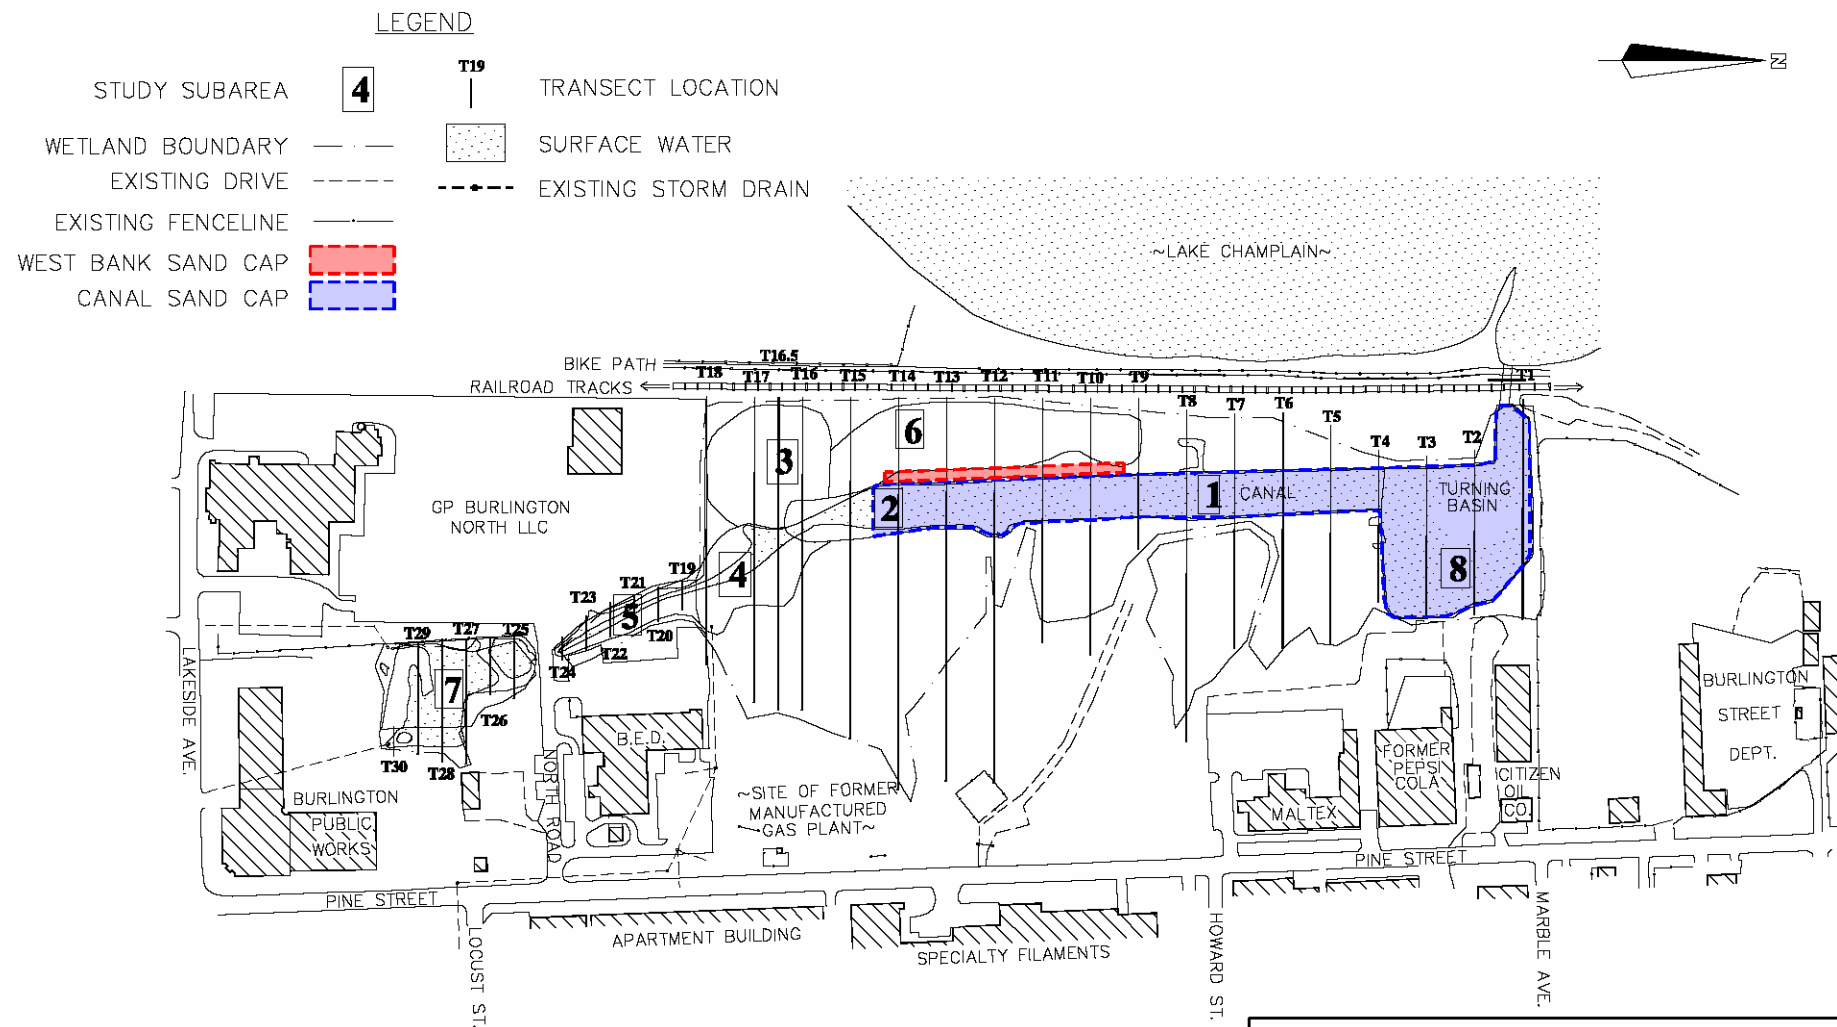 LEGEND
STUDY SUBAREA
4
T19
TRANSECT LOCATION
WETLAND BOUNDARY
SURFACE WATER
EXISTING DRIVE
EXISTING STORM DRAIN
EXISTING FENCELINE
WEST BANK SAND CAP
CANAL SAND CAP
N
~LAKE CHAMPLAIN~
BIKE PATH
RAILROAD TRACKS
T16.5
T18
T17
T16
T15
T14
T13
T12
T11
T10
T9
T8
T7
T6
T5
T4
T3
T2
T1
6
3
2
1
CANAL
TURNING
BASIN
8
GP BURLINGTON
NORTH LLC
4
T19
T21
T23
5
T20
T22
T24
T29
T27
T25
7
T26
T30
T28
LAKESIDE AVE.
BURLINGTON
PUBLIC
WORKS
NORTH ROAD
B.E.D.
~SITE OF FORMER
MANUFACTURED
GAS PLANT~
MALTEX
FORMER
PEPSI
COLA
CITIZEN
OIL
CO.
BURLINGTON
STREET
DEPT.
PINE STREET
PINE STREET
LOCUST ST.
APARTMENT BUILDING
SPECIALTY FILAMENTS
HOWARD ST.
MARBLE AVE.